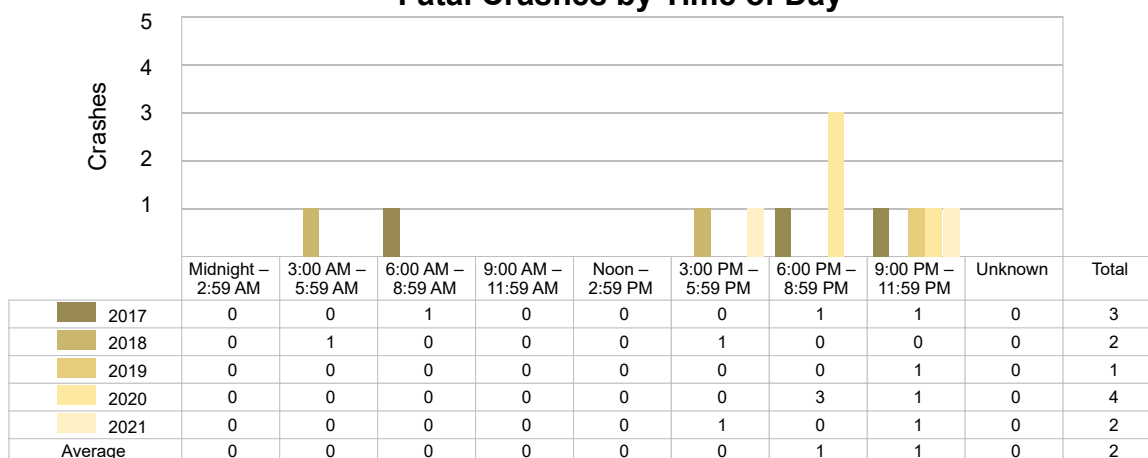 Fatal Crashes by Time of Day
5
4
3
2
1
Crashes
Midnight – 2:59 AM 3:00 AM – 5:59 AM 6:00 AM – 8:59 AM 9:00 AM – 11:59 AM Noon – 2:59 PM 3:00 PM – 5:59 PM 6:00 PM – 8:59 PM 9:00 PM – 11:59 PM Unknown Total
2017 0 0 1 0 0 0 1 1 0 3
2018 0 1 0 0 0 1 0 0 0 2
2019 0 0 0 0 0 0 0 1 0 1
2020 0 0 0 0 0 0 3 1 0 4
2021 0 0 0 0 0 1 0 1 0 2
Average 0 0 0 0 0 0 1 1 0 2